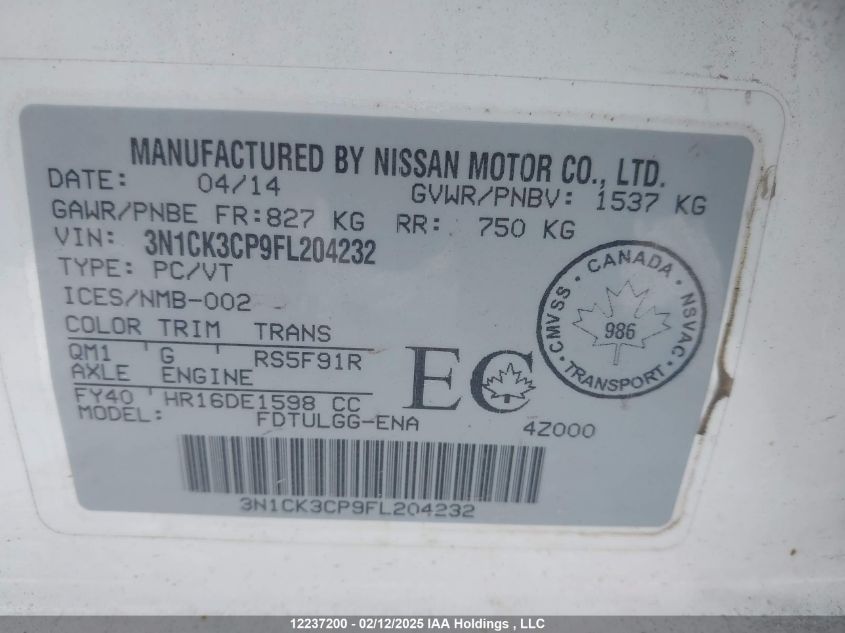 MANUFACTURED BY NISSAN MOTOR CO., LTD.
DATE: 04/14 GVWR/PNBV: 1537 KG
GAWR/PNBE FR: 827 KG RR: 750 KG
VIN: 3N1CK3CP9FL204232
TYPE: PC/VT
ICES/NMB-002
COLOR TRIM TRANS
QM1 G RS5F91R
AXLE ENGINE
FY40 HR16DE1598 CC
MODEL: FDTULGG-ENA
EC
4Z000
CANADA
CMVSS NSVAC
986
TRANSPORT
3N1CK3CP9FL204232
12237200 - 02/12/2025 IAA Holdings , LLC